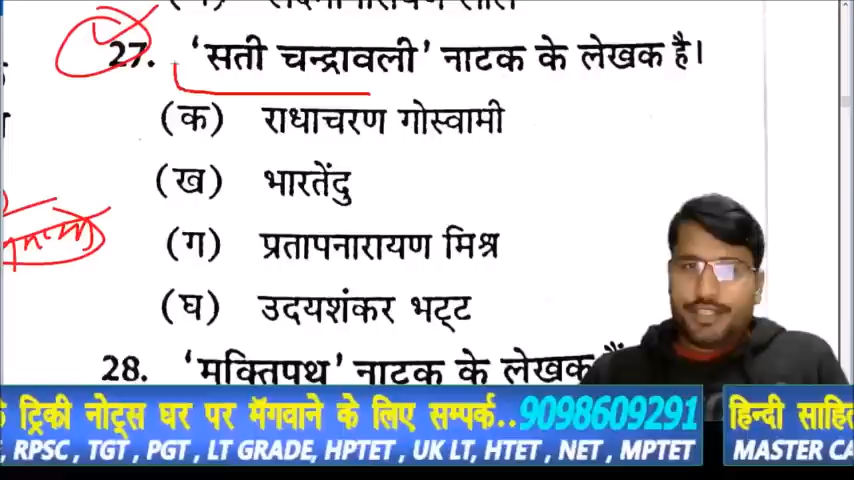 27. 'सती चन्द्रावली' नाटक के लेखक है।
(क) राधाचरण गोस्वामी
(ख) भारतेंदु
(ग) प्रतापनारायण मिश्र
(घ) उदयशंकर भट्ट
28. 'मुक्तिपथ' नाटक के लेखक हैं
ट्रिकी नोट्स घर पर मँगवाने के लिए सम्पर्क..9098609291
हिन्दी
RPSC , TGT , PGT , LT GRADE, HPTET , UK LT, HTET , NET , MPTET
MASTER